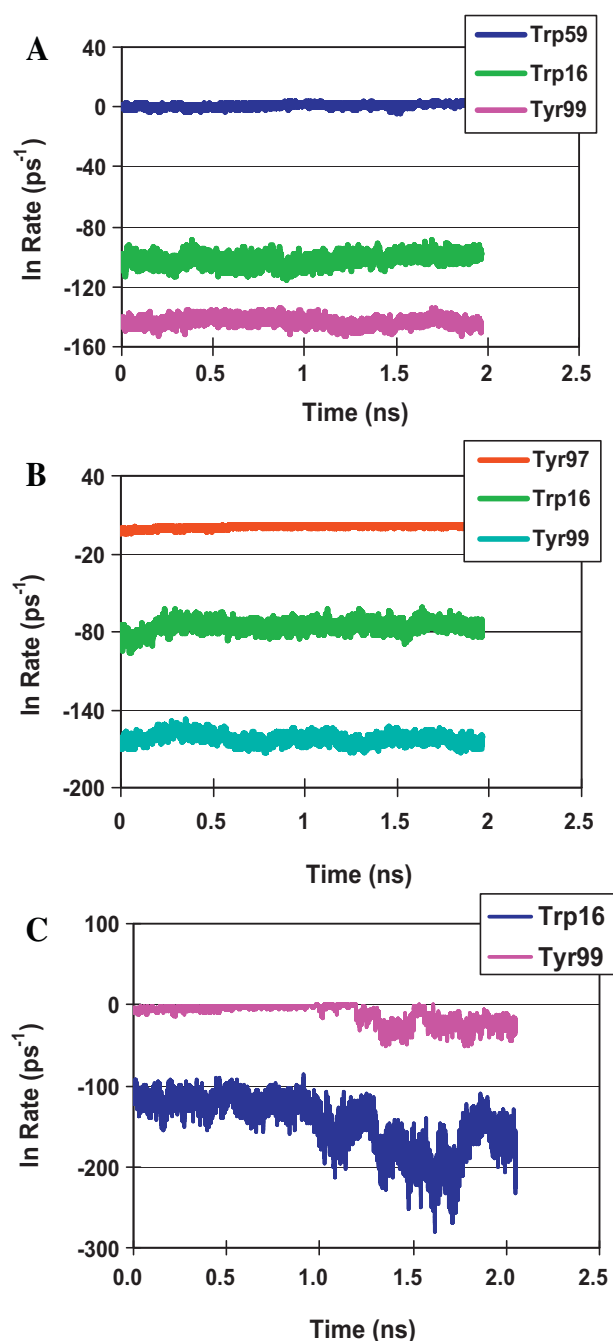 A
Trp59
Trp16
Tyr99
40
0
-40
-80
-120
-160
ln Rate (ps-1)
0 0.5 1 1.5 2 2.5
Time (ns)
B
Tyr97
Trp16
Tyr99
40
-20
-80
-140
-200
ln Rate (ps-1)
0 0.5 1 1.5 2 2.5
Time (ns)
C
Trp16
Tyr99
100
0
-100
-200
-300
ln Rate (ps-1)
0.0 0.5 1.0 1.5 2.0 2.5
Time (ns)